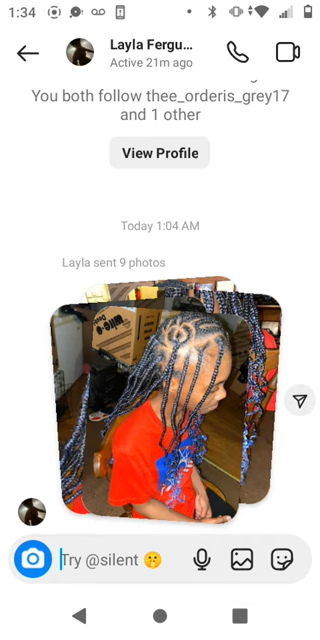 1:34
Layla Fergu...
Active 21m ago
You both follow thee_orderis_grey17
and 1 other
View Profile
Today 1:04 AM
Layla sent 9 photos
Try @silent 🤫